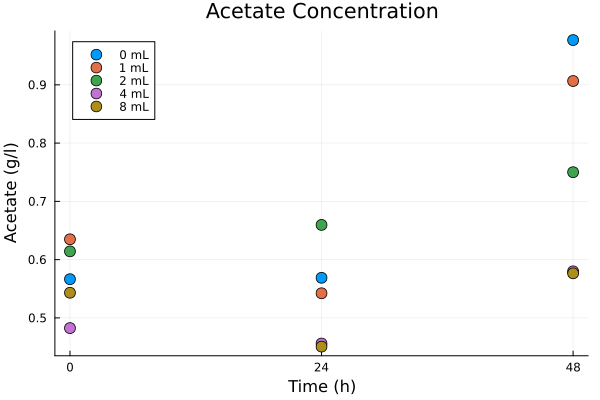 Acetate Concentration
0 mL
1 mL
2 mL
4 mL
8 mL
0.9
0.8
0.7
0.6
0.5
Acetate (g/l)
0 24 48
Time (h)